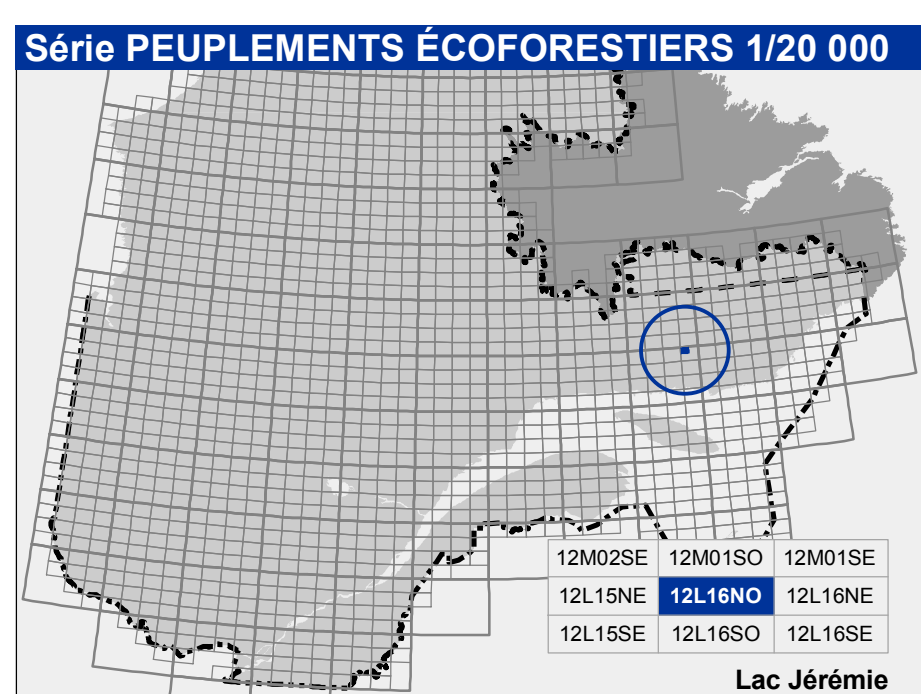 Série PEUPLEMENTS ÉCOFORESTIERS 1/20 000
12M02SE 12M01SO 12M01SE
12L15NE 12L16NO 12L16NE
12L15SE 12L16SO 12L16SE
Lac Jérémie